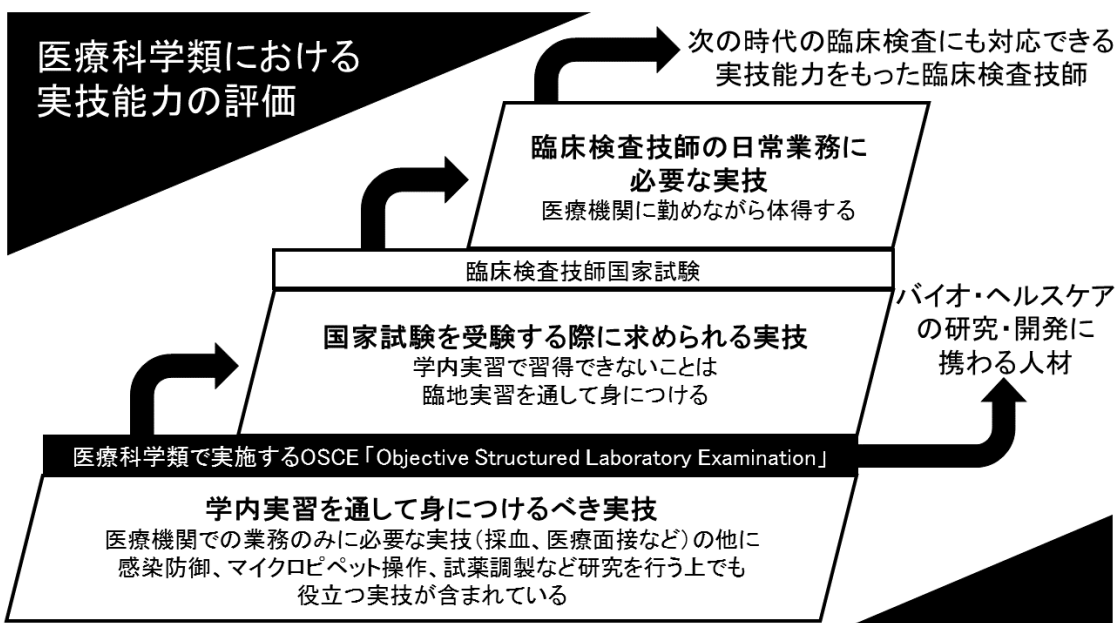 医療科学類における
実技能力の評価
次の時代の臨床検査にも対応できる
実技能力をもった臨床検査技師
臨床検査技師の日常業務に
必要な実技
医療機関に勤めながら体得する
臨床検査技師国家試験
国家試験を受験する際に求められる実技
学内実習で習得できないことは
臨地実習を通して身につける
バイオ・ヘルスケア
の研究・開発に
携わる人材
医療科学類で実施するOSCE「Objective Structured Laboratory Examination」
学内実習を通して身につけるべき実技
医療機関での業務のみに必要な実技(採血、医療面接など)の他に
感染防御、マイクロピペット操作、試薬調製など研究を行う上でも
役立つ実技が含まれている